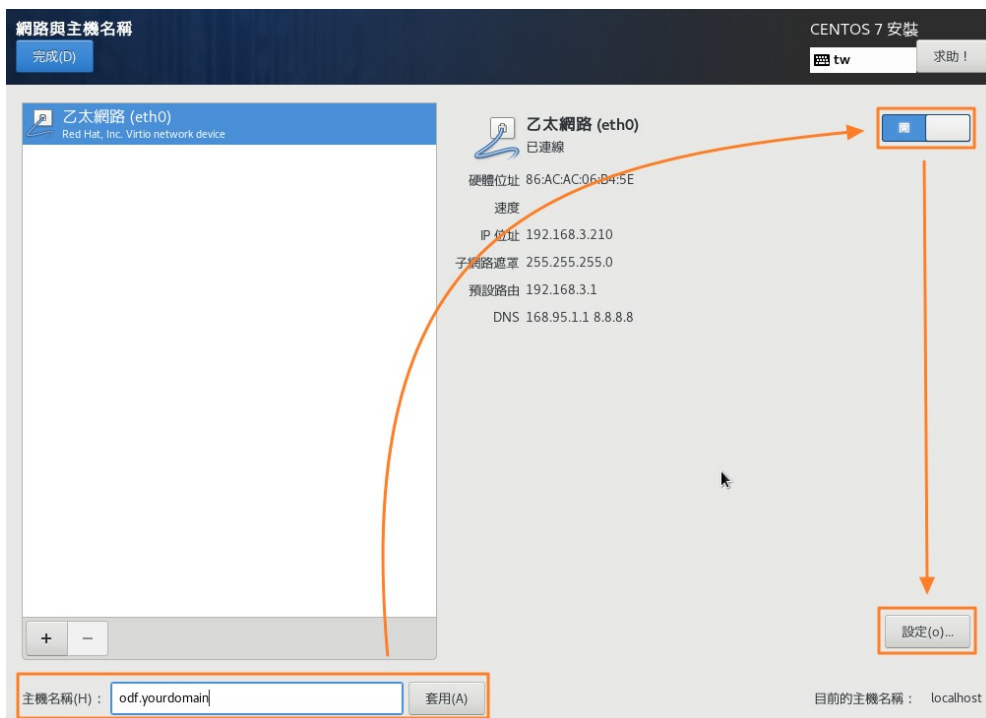 網路與主機名稱
完成(D)
CENTOS 7 安裝
tw
求助！
乙太網路 (eth0)
Red Hat, Inc. Virtio network device
乙太網路 (eth0)
已連線
硬體位址 86:AC:AC:06:B4:5E
速度
IP 位址 192.168.3.210
子網路遮罩 255.255.255.0
預設路由 192.168.3.1
DNS 168.95.1.1 8.8.8.8
開
+
−
設定(o)...
主機名稱(H)： odf.yourdomain 套用(A)
目前的主機名稱： localhost